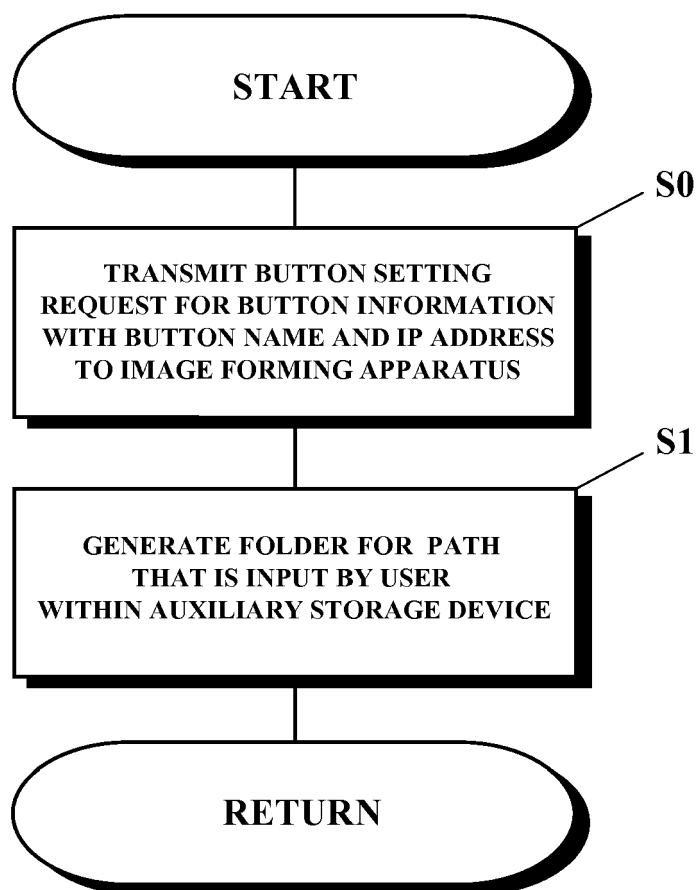 START
S0
TRANSMIT BUTTON SETTING
REQUEST FOR BUTTON INFORMATION
WITH BUTTON NAME AND IP ADDRESS
TO IMAGE FORMING APPARATUS
S1
GENERATE FOLDER FOR PATH
THAT IS INPUT BY USER
WITHIN AUXILIARY STORAGE DEVICE
RETURN